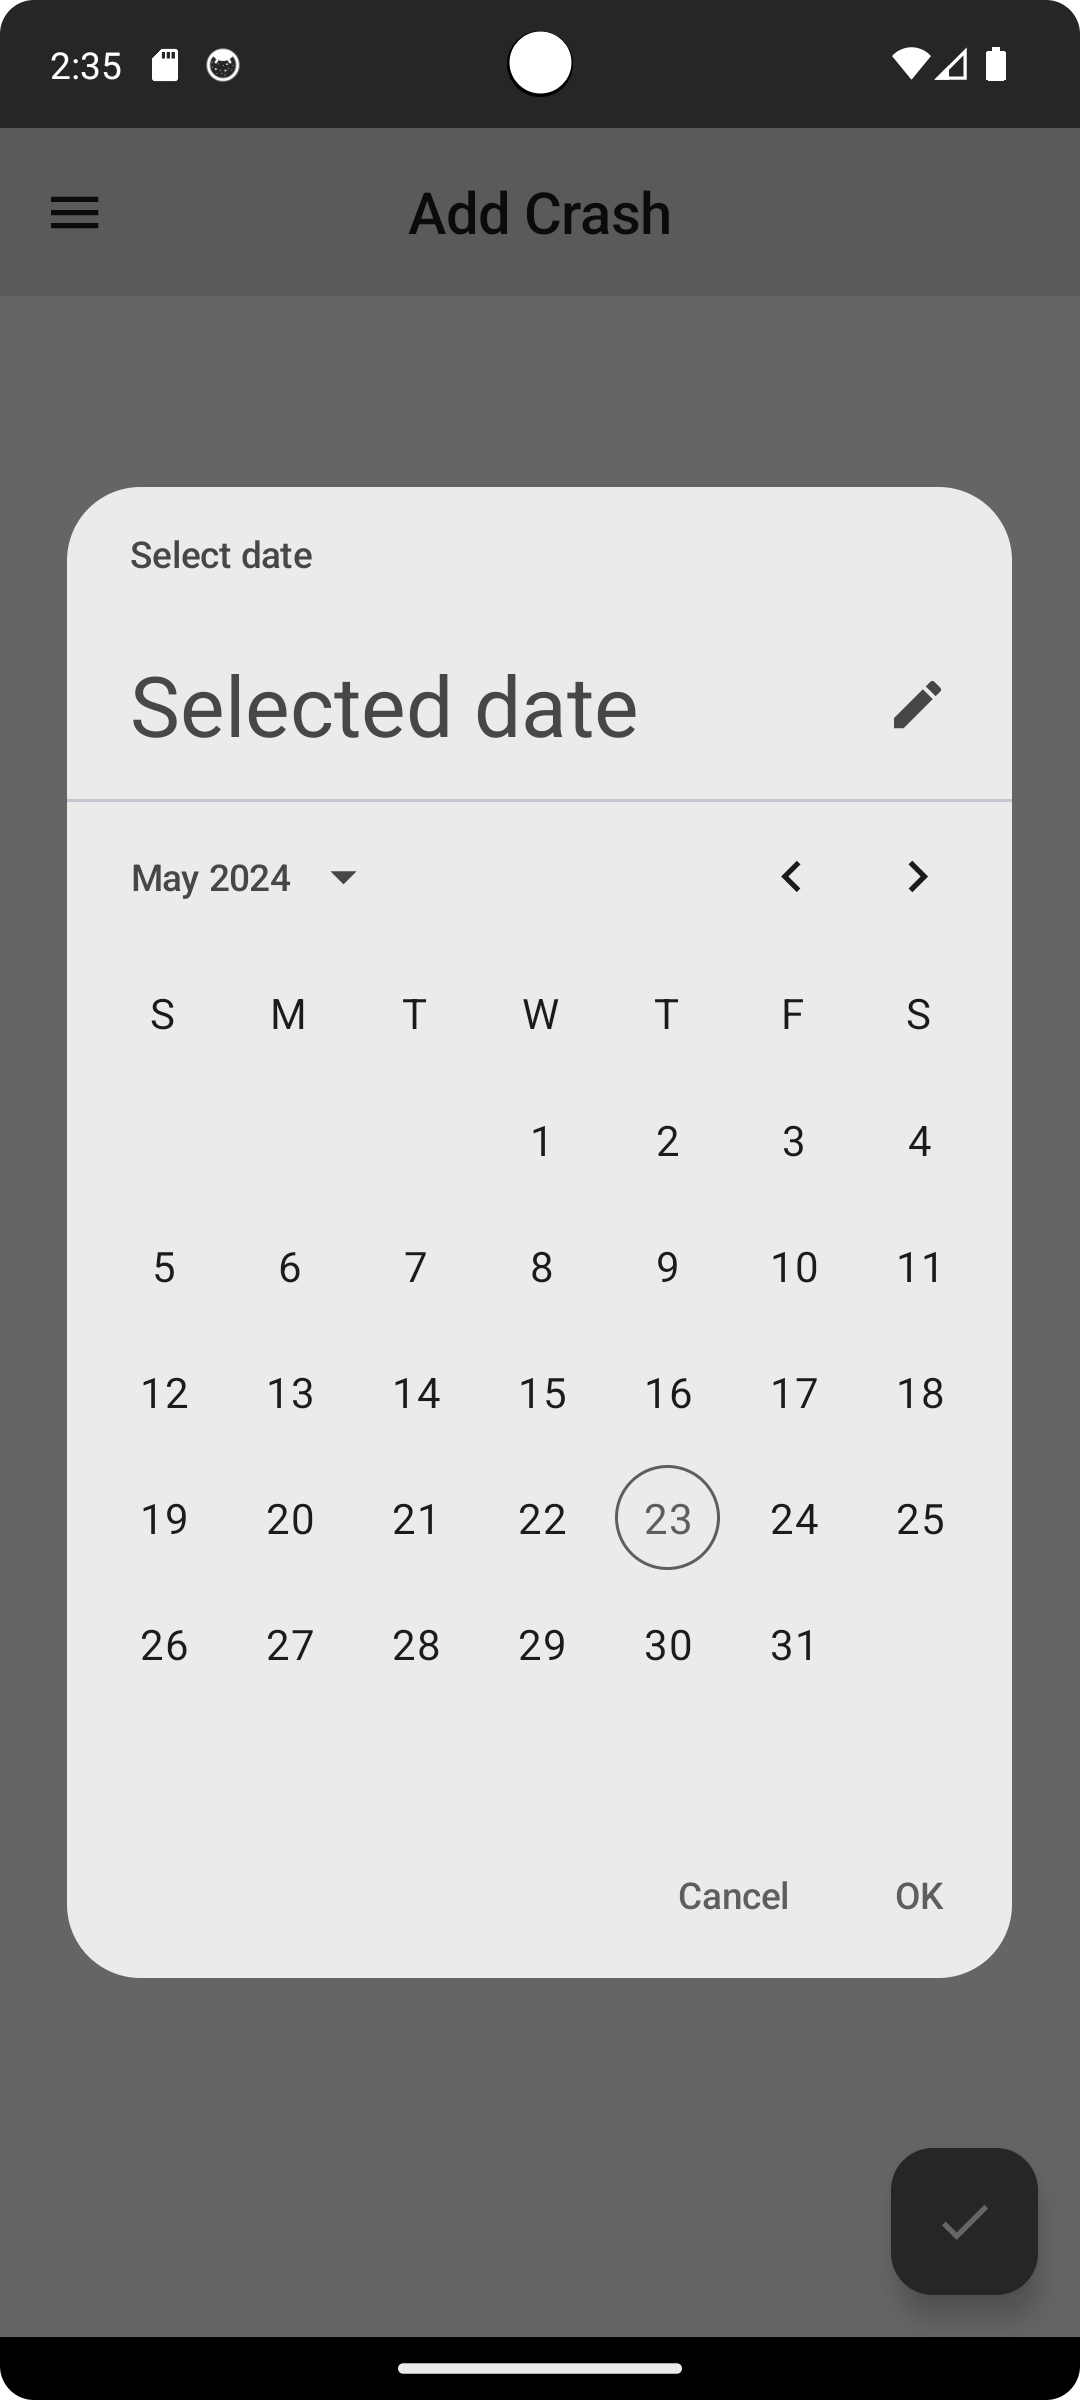 2:35
Add Crash
Select date
Selected date
May 2024
S M T W T F S
1 2 3 4
5 6 7 8 9 10 11
12 13 14 15 16 17 18
19 20 21 22 23 24 25
26 27 28 29 30 31
Cancel OK